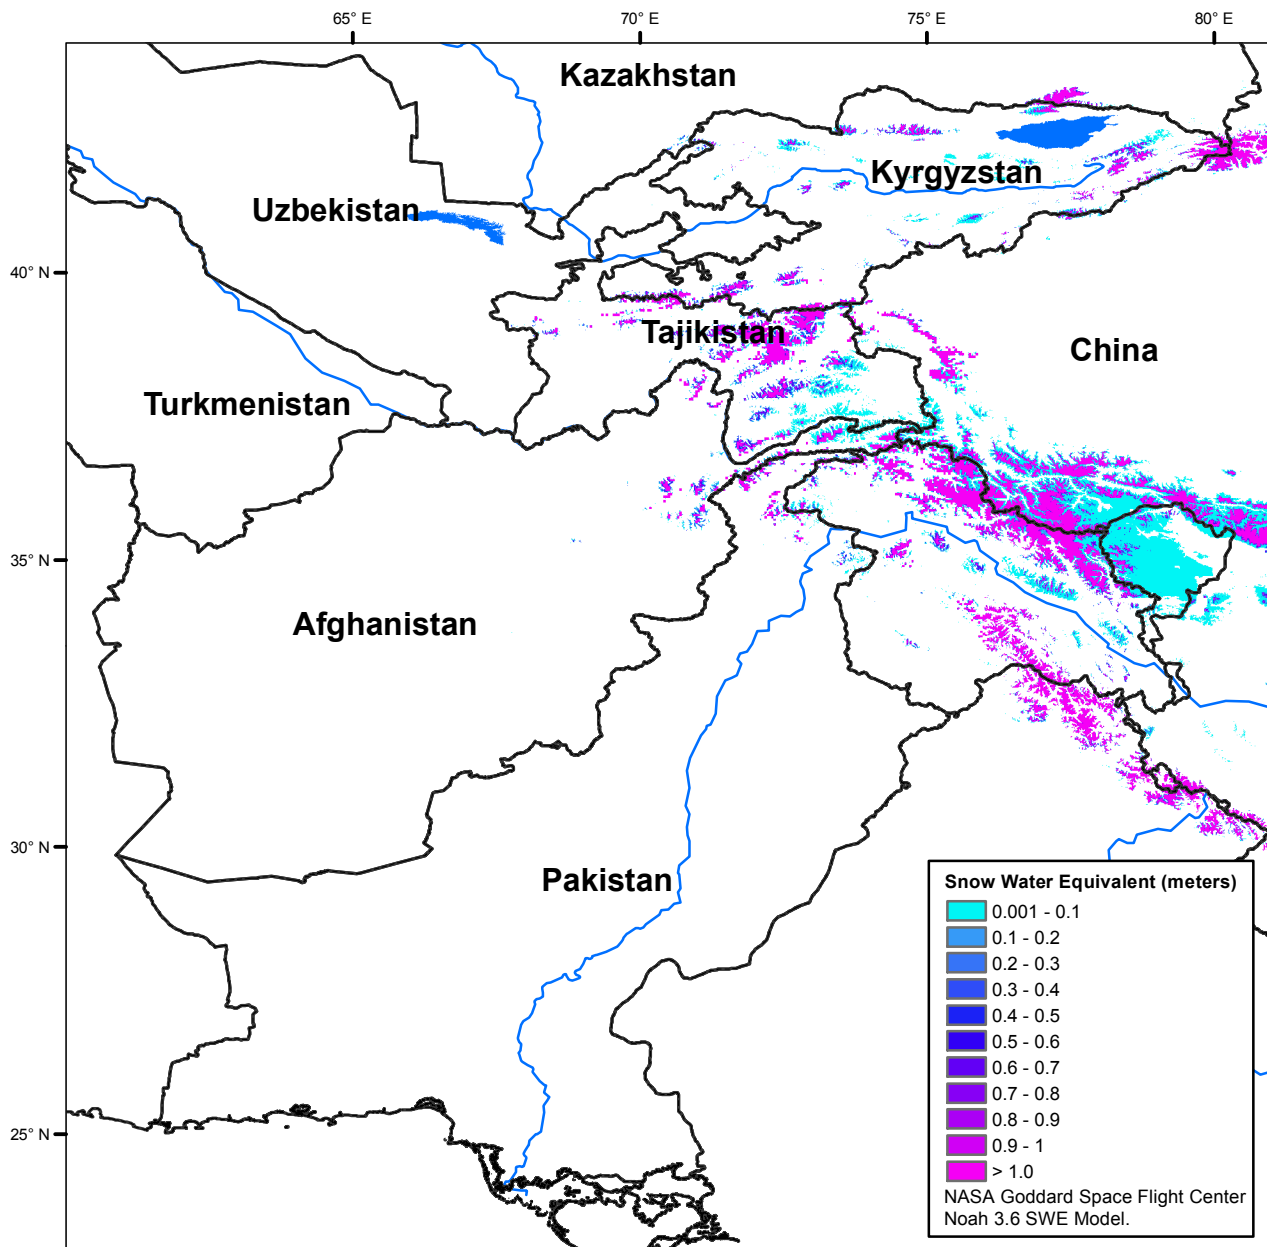 65° E
70° E
75° E
80° E
Kazakhstan
Kyrgyzstan
Uzbekistan
40° N
Tajikistan
China
Turkmenistan
35° N
Afghanistan
30° N
Pakistan
25° N
Snow Water Equivalent (meters)
0.001 - 0.1
0.1 - 0.2
0.2 - 0.3
0.3 - 0.4
0.4 - 0.5
0.5 - 0.6
0.6 - 0.7
0.7 - 0.8
0.8 - 0.9
0.9 - 1
> 1.0
NASA Goddard Space Flight Center
Noah 3.6 SWE Model.